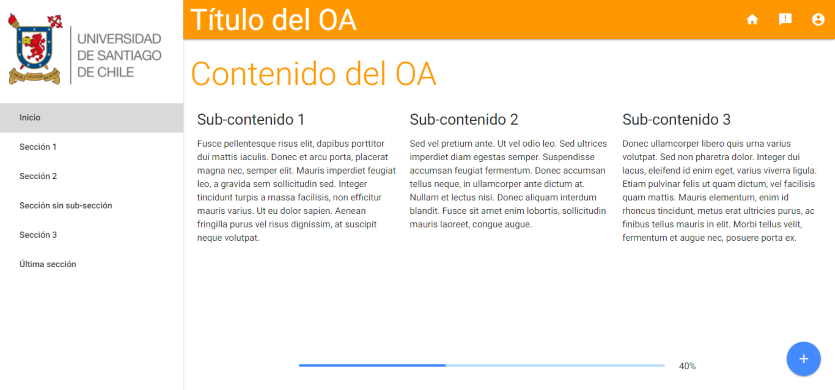 UNIVERSIDAD
DE SANTIAGO
DE CHILE
Título del OA
Inicio
Sección 1
Sección 2
Sección sin sub-sección
Sección 3
Última sección
Contenido del OA
Sub-contenido 1
Fusce pellentesque risus elit, dapibus porttitor
dui mattis iaculis. Donec et arcu porta, placerat
magna nec, semper elit. Mauris imperdiet feugiat
leo, a gravida sem sollicitudin sed. Integer
tincidunt turpis a massa facilisis, non efficitur
mauris varius. Ut eu dolor sapien. Aenean
fringilla purus vel risus dignissim, at suscipit
neque volutpat.
Sub-contenido 2
Sed vel pretium ante. Ut vel odio leo. Sed ultrices
imperdiet diam egestas semper. Suspendisse
accumsan feugiat fermentum. Donec accumsan
tellus neque, in ullamcorper ante dictum at.
Nullam et lectus nisi. Donec aliquam interdum
blandit. Fusce sit amet enim lobortis, sollicitudin
mauris laoreet, congue augue.
Sub-contenido 3
Donec ullamcorper libero quis urna varius
volutpat. Sed non pharetra dolor. Integer dui
lacus, eleifend id enim eget, varius viverra ligula.
Etiam pulvinar felis ut quam dictum, vel facilisis
quam mattis. Mauris elementum, enim id
rhoncus tincidunt, metus erat ultricies purus, ac
finibus tellus mauris in elit. Morbi tellus velit,
fermentum et augue nec, posuere porta ex.
40%